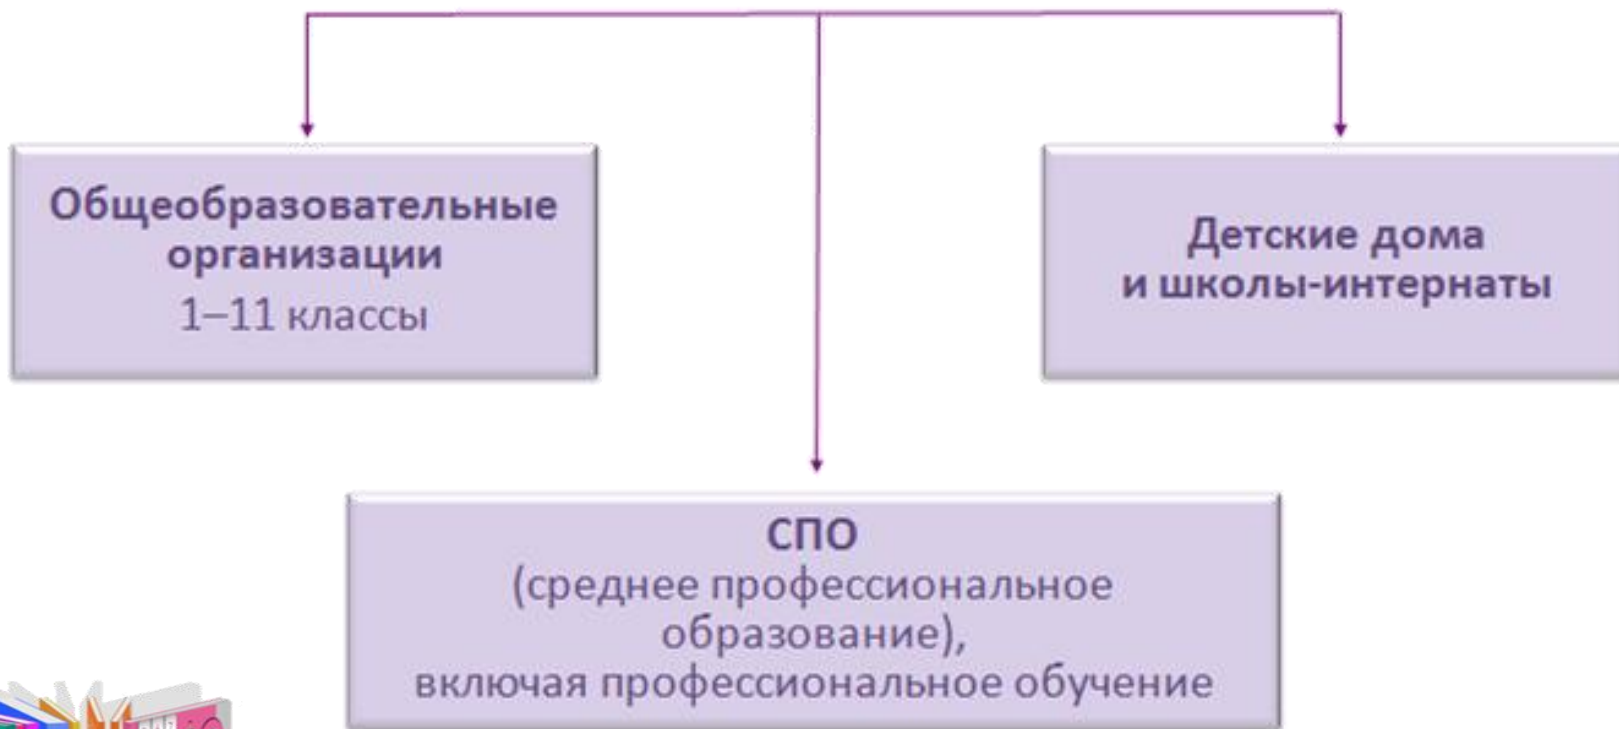 Общеобразовательные
организации
1–11 классы
Детские дома
и школы-интернаты
СПО
(среднее профессиональное
образование),
включая профессиональное обучение